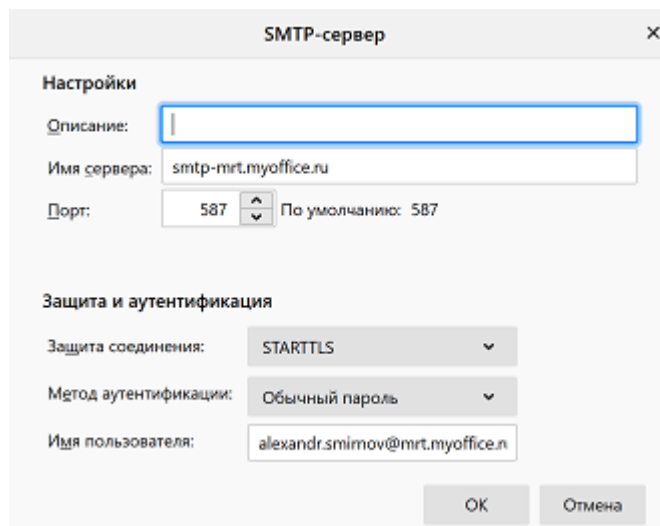 SMTP-сервер
Настройки
Описание:
Имя сервера: smtp-mrt.myoffice.ru
Порт: 587 По умолчанию: 587
Защита и аутентификация
Защита соединения: STARTTLS
Метод аутентификации: Обычный пароль
Имя пользователя: alexandr.smirnov@mrt.myoffice.r
OK Отмена